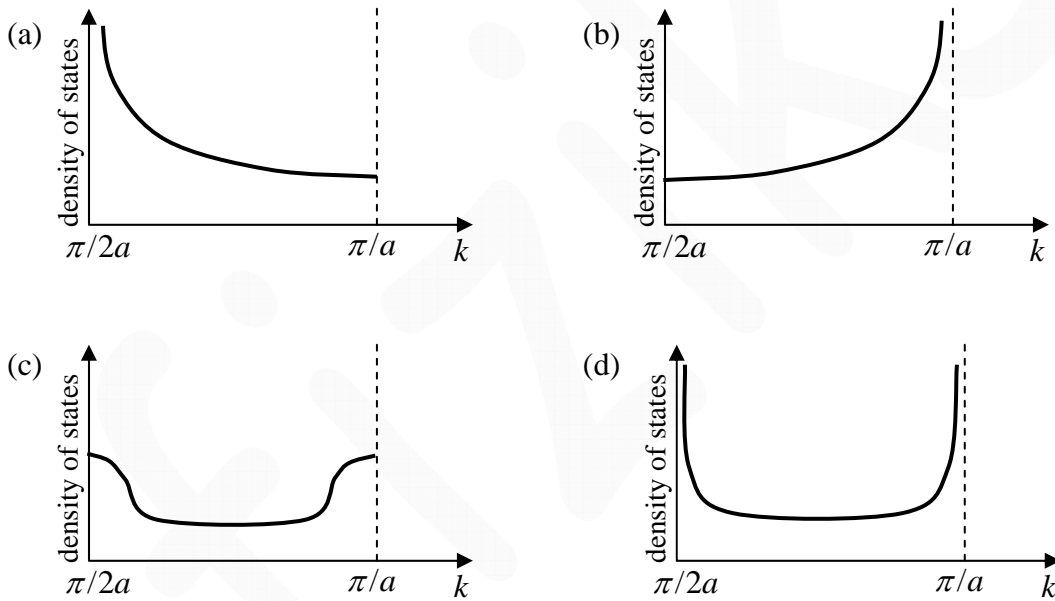 (a)
density of states
π/2a
π/a
k
(b)
density of states
π/2a
π/a
k
(c)
density of states
π/2a
π/a
k
(d)
density of states
π/2a
π/a
k